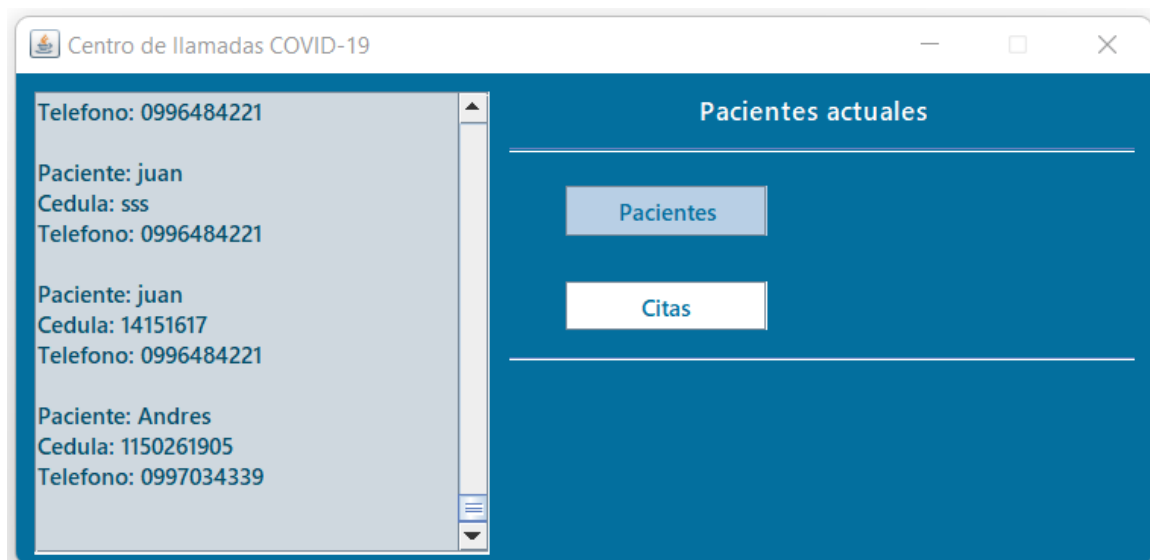 Centro de llamadas COVID-19
Telefono: 0996484221
Paciente: juan
Cedula: sss
Telefono: 0996484221
Paciente: juan
Cedula: 14151617
Telefono: 0996484221
Paciente: Andres
Cedula: 1150261905
Telefono: 0997034339
Pacientes actuales
Pacientes
Citas